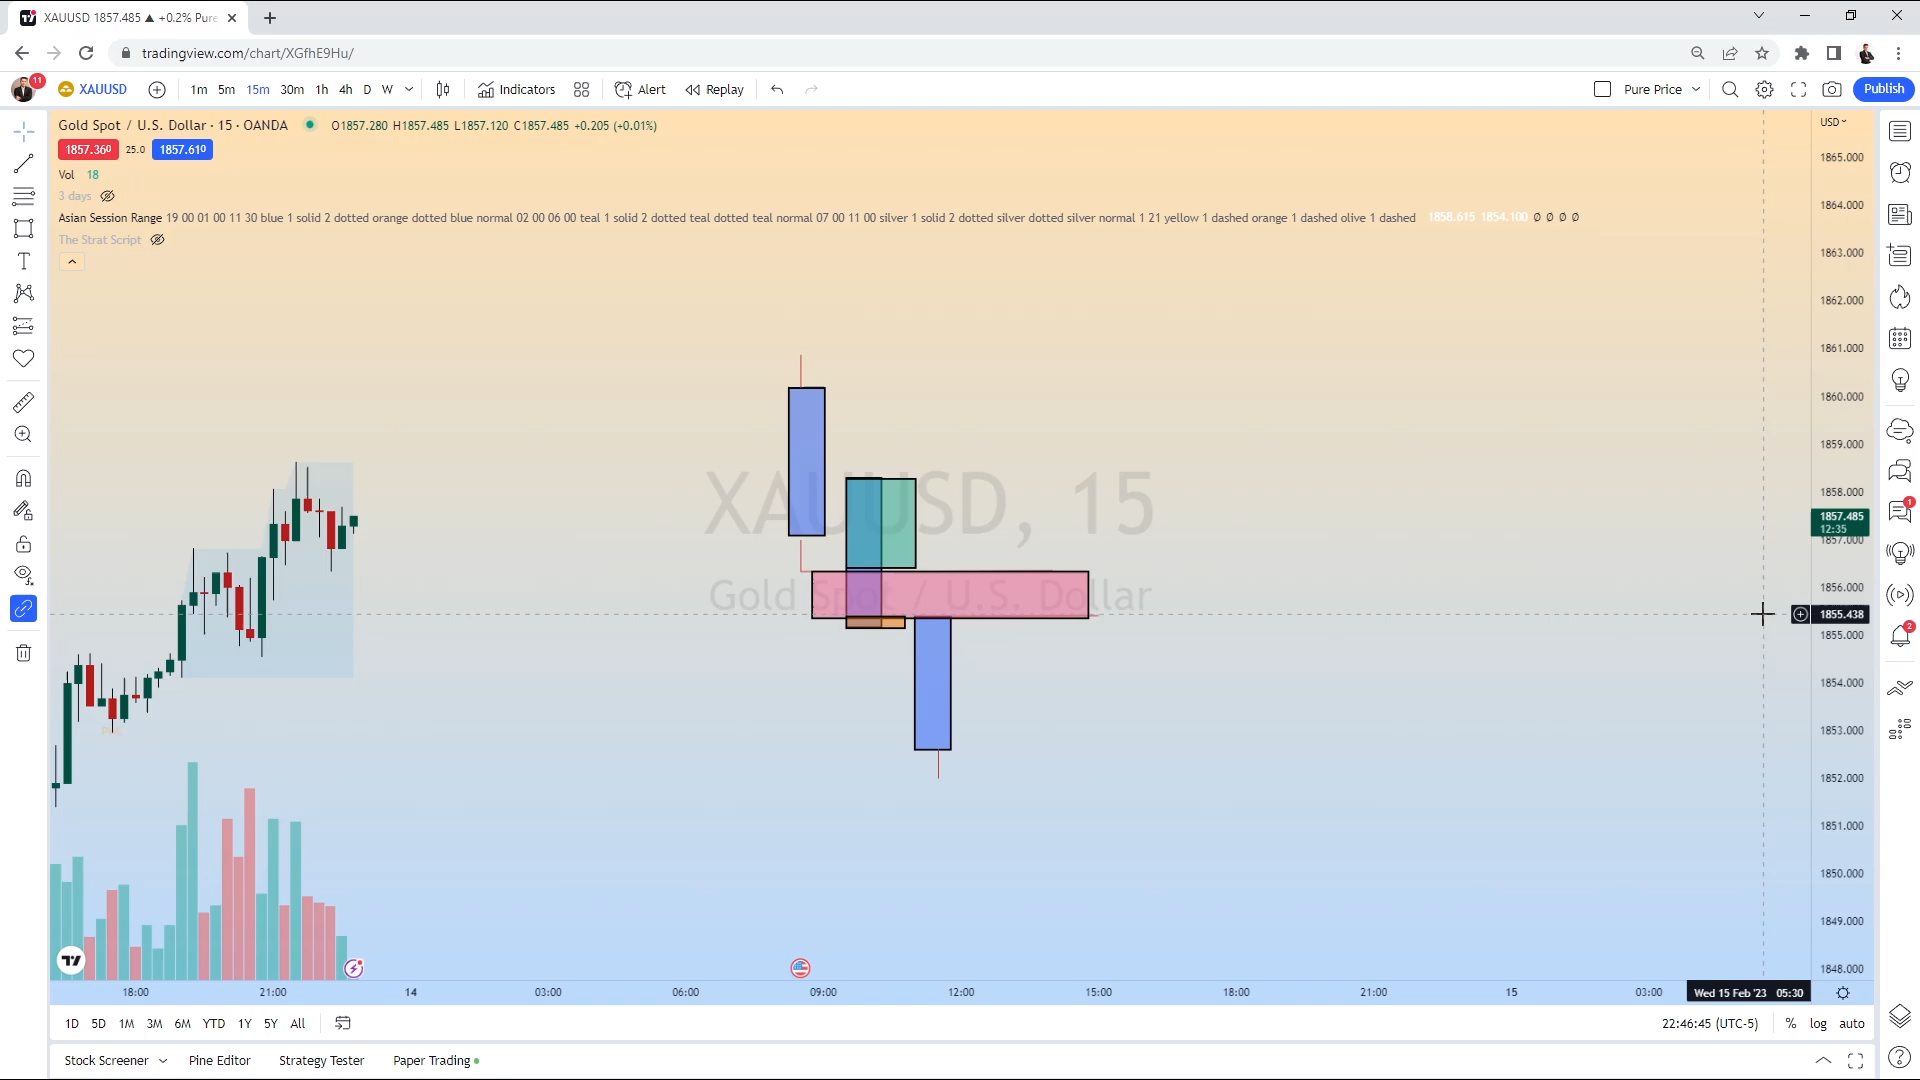 XAUUSD 1857.485 ▲ +0.2% Pure
tradingview.com/chart/XGfhE9Hu/
11
XAUUSD
1m 5m 15m 30m 1h 4h D W
Indicators
Alert
Replay
Pure Price
Publish
Gold Spot / U.S. Dollar · 15 · OANDA
O1857.280 H1857.485 L1857.120 C1857.485 +0.205 (+0.01%)
1857.360 25.0 1857.610
Vol 18
3 days
Asian Session Range 19 00 01 00 11 30 blue 1 solid 2 dotted orange dotted blue normal 02 00 06 00 teal 1 solid 2 dotted teal dotted teal normal 07 00 11 00 silver 1 solid 2 dotted silver dotted silver normal 1 21 yellow 1 dashed orange 1 dashed olive 1 dashed 1858.615 1854.100 Ø Ø Ø Ø
The Strat Script
XAUUSD, 15
Gold Spot / U.S. Dollar
USD
1865.000
1864.000
1863.000
1862.000
1861.000
1860.000
1859.000
1858.000
1857.485
12:35
1857.000
1856.000
1855.438
1855.000
1854.000
1853.000
1852.000
1851.000
1850.000
1849.000
1848.000
1
2
18:00 21:00 14 03:00 06:00 09:00 12:00 15:00 18:00 21:00 15 03:00 Wed 15 Feb '23 05:30
1D 5D 1M 3M 6M YTD 1Y 5Y All
22:46:45 (UTC-5) % log auto
Stock Screener Pine Editor Strategy Tester Paper Trading